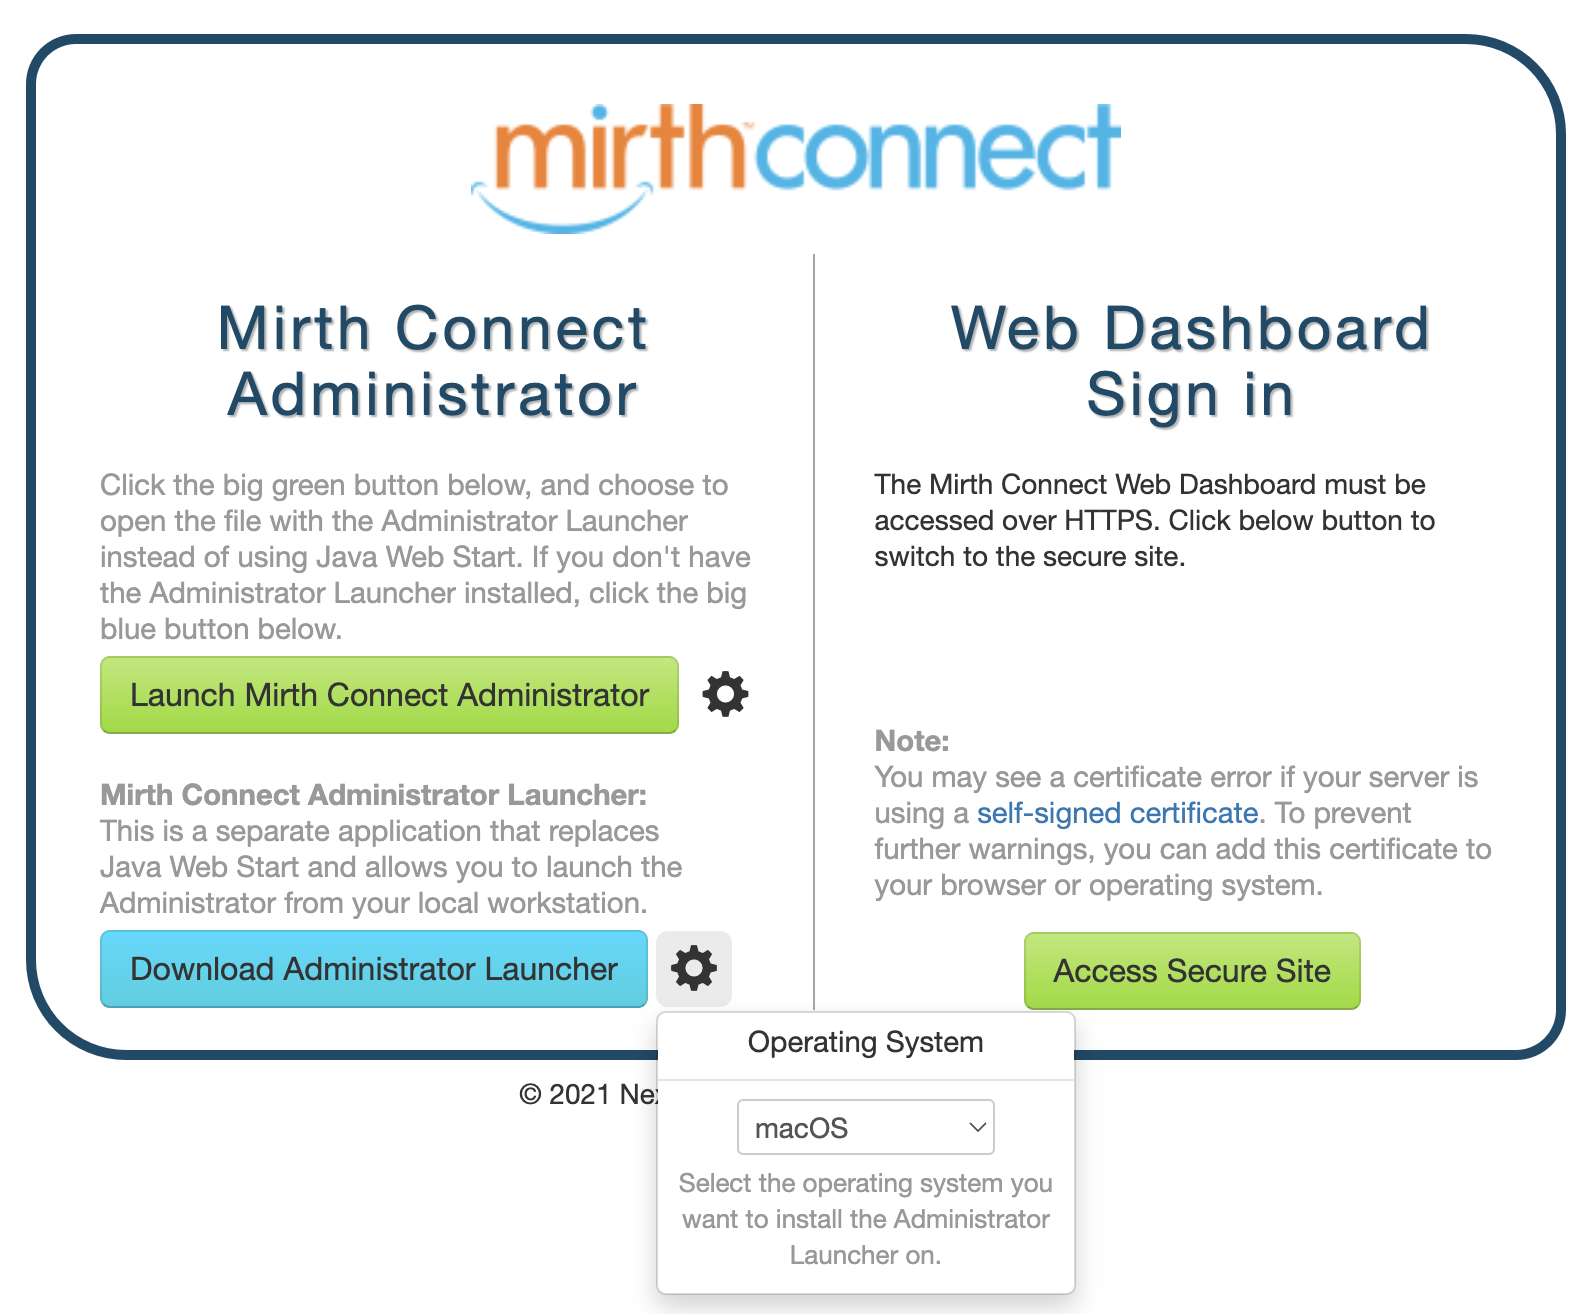 mirth™connect
Mirth Connect
Administrator
Click the big green button below, and choose to
open the file with the Administrator Launcher
instead of using Java Web Start. If you don't have
the Administrator Launcher installed, click the big
blue button below.
Launch Mirth Connect Administrator
Mirth Connect Administrator Launcher:
This is a separate application that replaces
Java Web Start and allows you to launch the
Administrator from your local workstation.
Download Administrator Launcher
Web Dashboard
Sign in
The Mirth Connect Web Dashboard must be
accessed over HTTPS. Click below button to
switch to the secure site.
Note:
You may see a certificate error if your server is
using a self-signed certificate. To prevent
further warnings, you can add this certificate to
your browser or operating system.
Access Secure Site
Operating System
macOS
Select the operating system you
want to install the Administrator
Launcher on.
© 2021